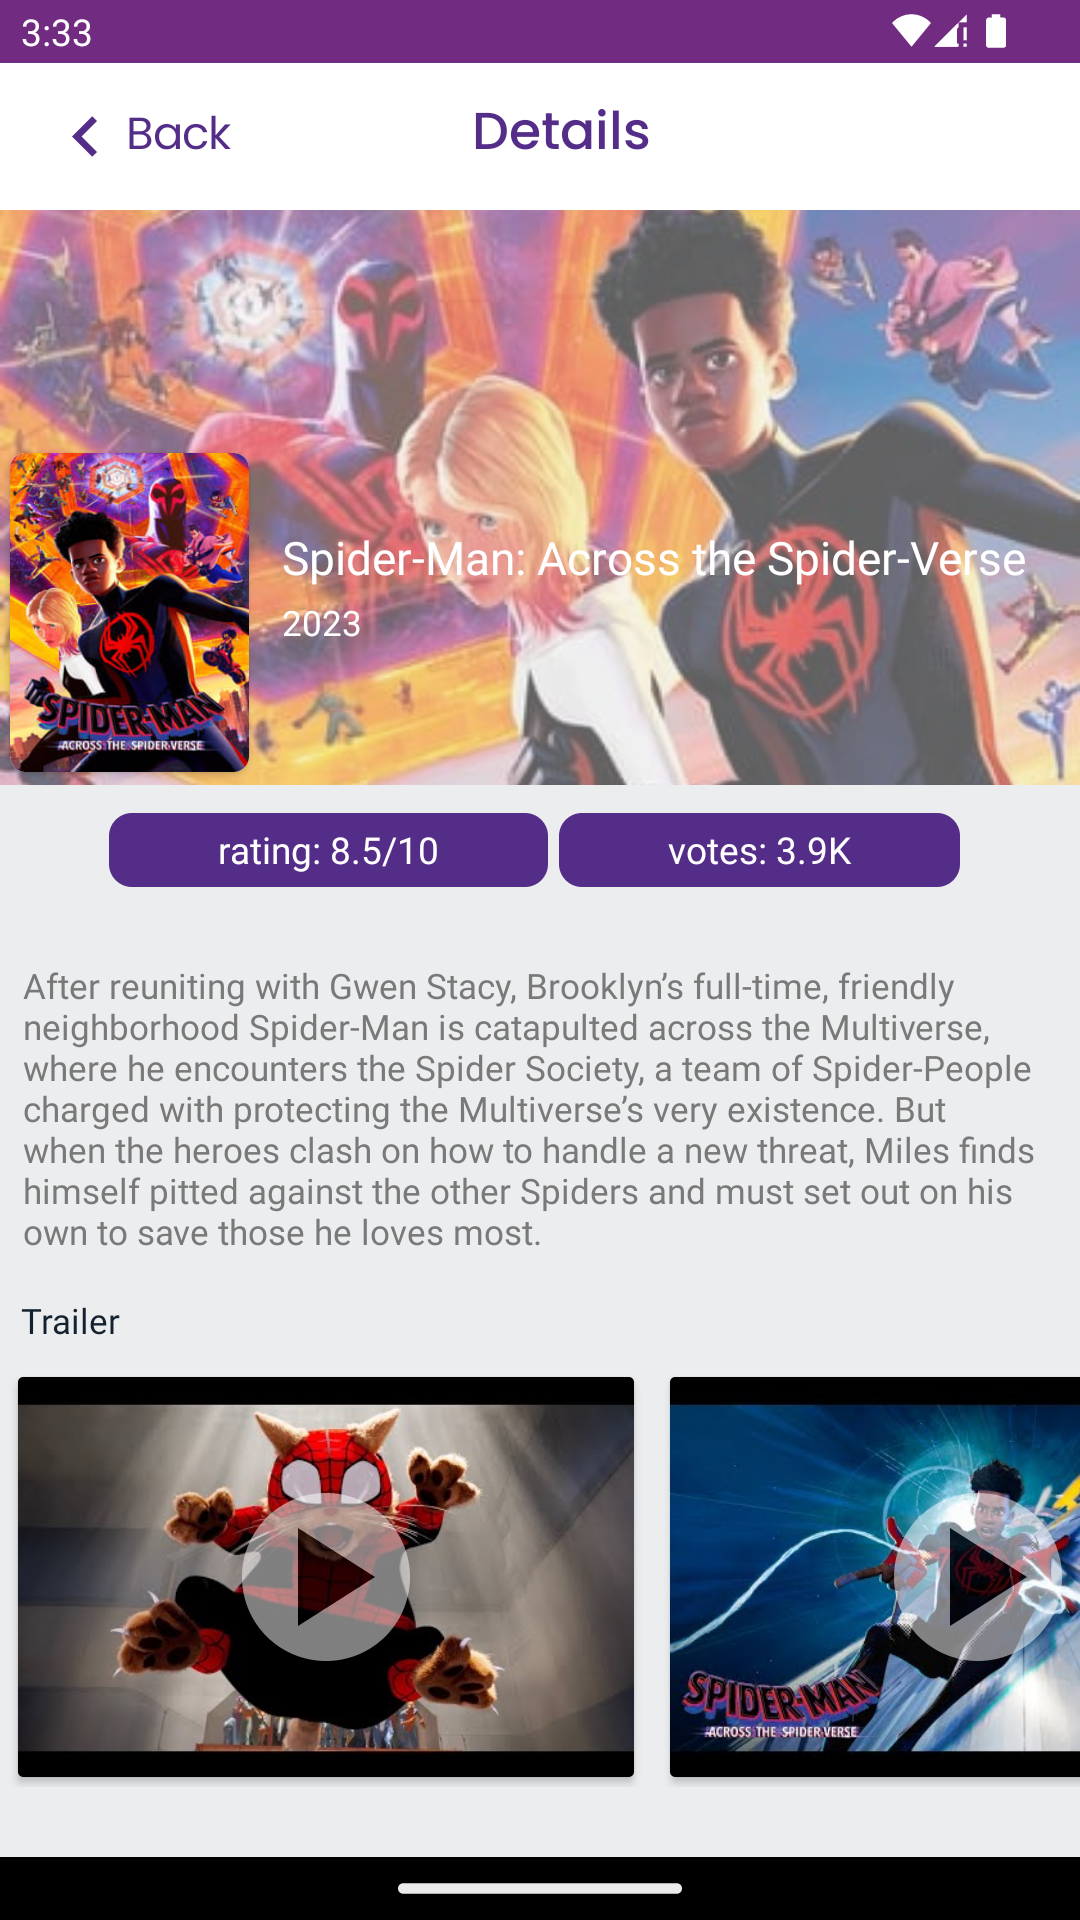 3:33
Back
Details
Spider-Man: Across the Spider-Verse
2023
SPIDER-MAN
ACROSS THE SPIDER-VERSE
rating: 8.5/10
votes: 3.9K
After reuniting with Gwen Stacy, Brooklyn’s full-time, friendly
neighborhood Spider-Man is catapulted across the Multiverse,
where he encounters the Spider Society, a team of Spider-People
charged with protecting the Multiverse’s very existence. But
when the heroes clash on how to handle a new threat, Miles finds
himself pitted against the other Spiders and must set out on his
own to save those he loves most.
Trailer
SPIDER-MAN
ACROSS THE SPIDER-VERSE